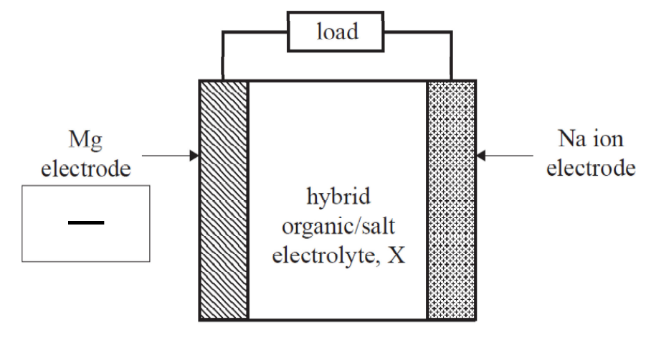 load
Mg
electrode
—
Na ion
electrode
hybrid
organic/salt
electrolyte, X